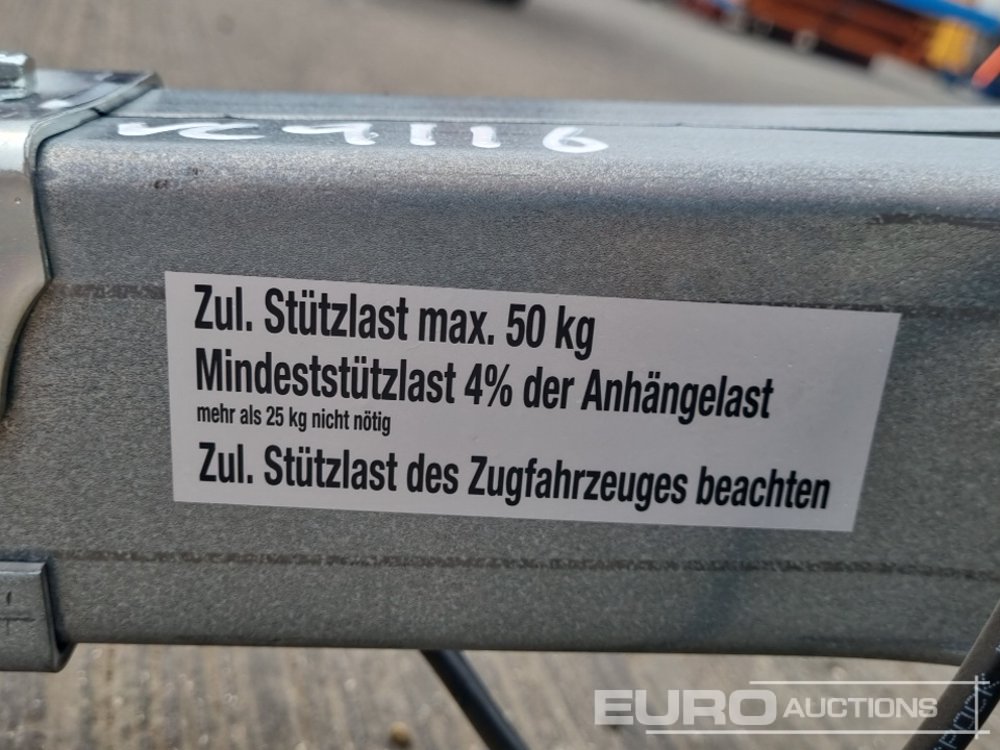 9116
Zul. Stützlast max. 50 kg
Mindeststützlast 4% der Anhängelast
mehr als 25 kg nicht nötig
Zul. Stützlast des Zugfahrzeuges beachten
EURO AUCTIONS